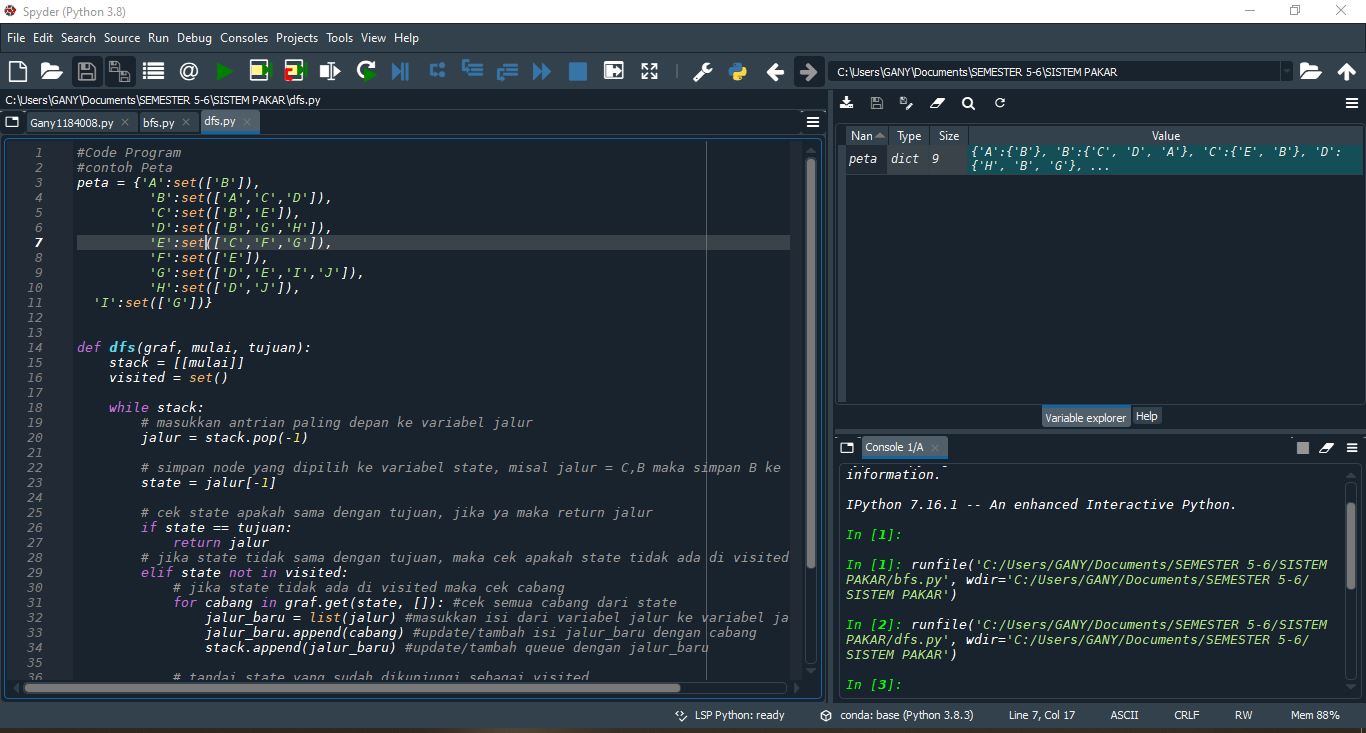 Spyder (Python 3.8)
File Edit Search Source Run Debug Consoles Projects Tools View Help
C:\Users\GANY\Documents\SEMESTER 5-6\SISTEM PAKAR
C:\Users\GANY\Documents\SEMESTER 5-6\SISTEM PAKAR\dfs.py
Gany1184008.py bfs.py dfs.py
1 #Code Program
2 #contoh Peta
3 peta = {'A':set(['B']),
4 'B':set(['A','C','D']),
5 'C':set(['B','E']),
6 'D':set(['B','G','H']),
7 'E':set(['C','F','G']),
8 'F':set(['E']),
9 'G':set(['D','E','I','J']),
10 'H':set(['D','J']),
11 'I':set(['G'])}
12
13
14 def dfs(graf, mulai, tujuan):
15 stack = [[mulai]]
16 visited = set()
17
18 while stack:
19 # masukkan antrian paling depan ke variabel jalur
20 jalur = stack.pop(-1)
21
22 # simpan node yang dipilih ke variabel state, misal jalur = C,B maka simpan B ke
23 state = jalur[-1]
24
25 # cek state apakah sama dengan tujuan, jika ya maka return jalur
26 if state == tujuan:
27 return jalur
28 # jika state tidak sama dengan tujuan, maka cek apakah state tidak ada di visited
29 elif state not in visited:
30 # jika state tidak ada di visited maka cek cabang
31 for cabang in graf.get(state, []): #cek semua cabang dari state
32 jalur_baru = list(jalur) #masukkan isi dari variabel jalur ke variabel ja
33 jalur_baru.append(cabang) #update/tambah isi jalur_baru dengan cabang
34 stack.append(jalur_baru) #update/tambah queue dengan jalur_baru
35
36 # tandai state yang sudah dikunjungi sebagai visited
Nan Type Size Value
peta dict 9 {'A':{'B'}, 'B':{'C', 'D', 'A'}, 'C':{'E', 'B'}, 'D':
{'H', 'B', 'G'}, ...
Variable explorer Help
Console 1/A
information.
IPython 7.16.1 -- An enhanced Interactive Python.
In [1]:
In [1]: runfile('C:/Users/GANY/Documents/SEMESTER 5-6/SISTEM
PAKAR/bfs.py', wdir='C:/Users/GANY/Documents/SEMESTER 5-6/
SISTEM PAKAR')
In [2]: runfile('C:/Users/GANY/Documents/SEMESTER 5-6/SISTEM
PAKAR/dfs.py', wdir='C:/Users/GANY/Documents/SEMESTER 5-6/
SISTEM PAKAR')
In [3]:
LSP Python: ready conda: base (Python 3.8.3) Line 7, Col 17 ASCII CRLF RW Mem 88%